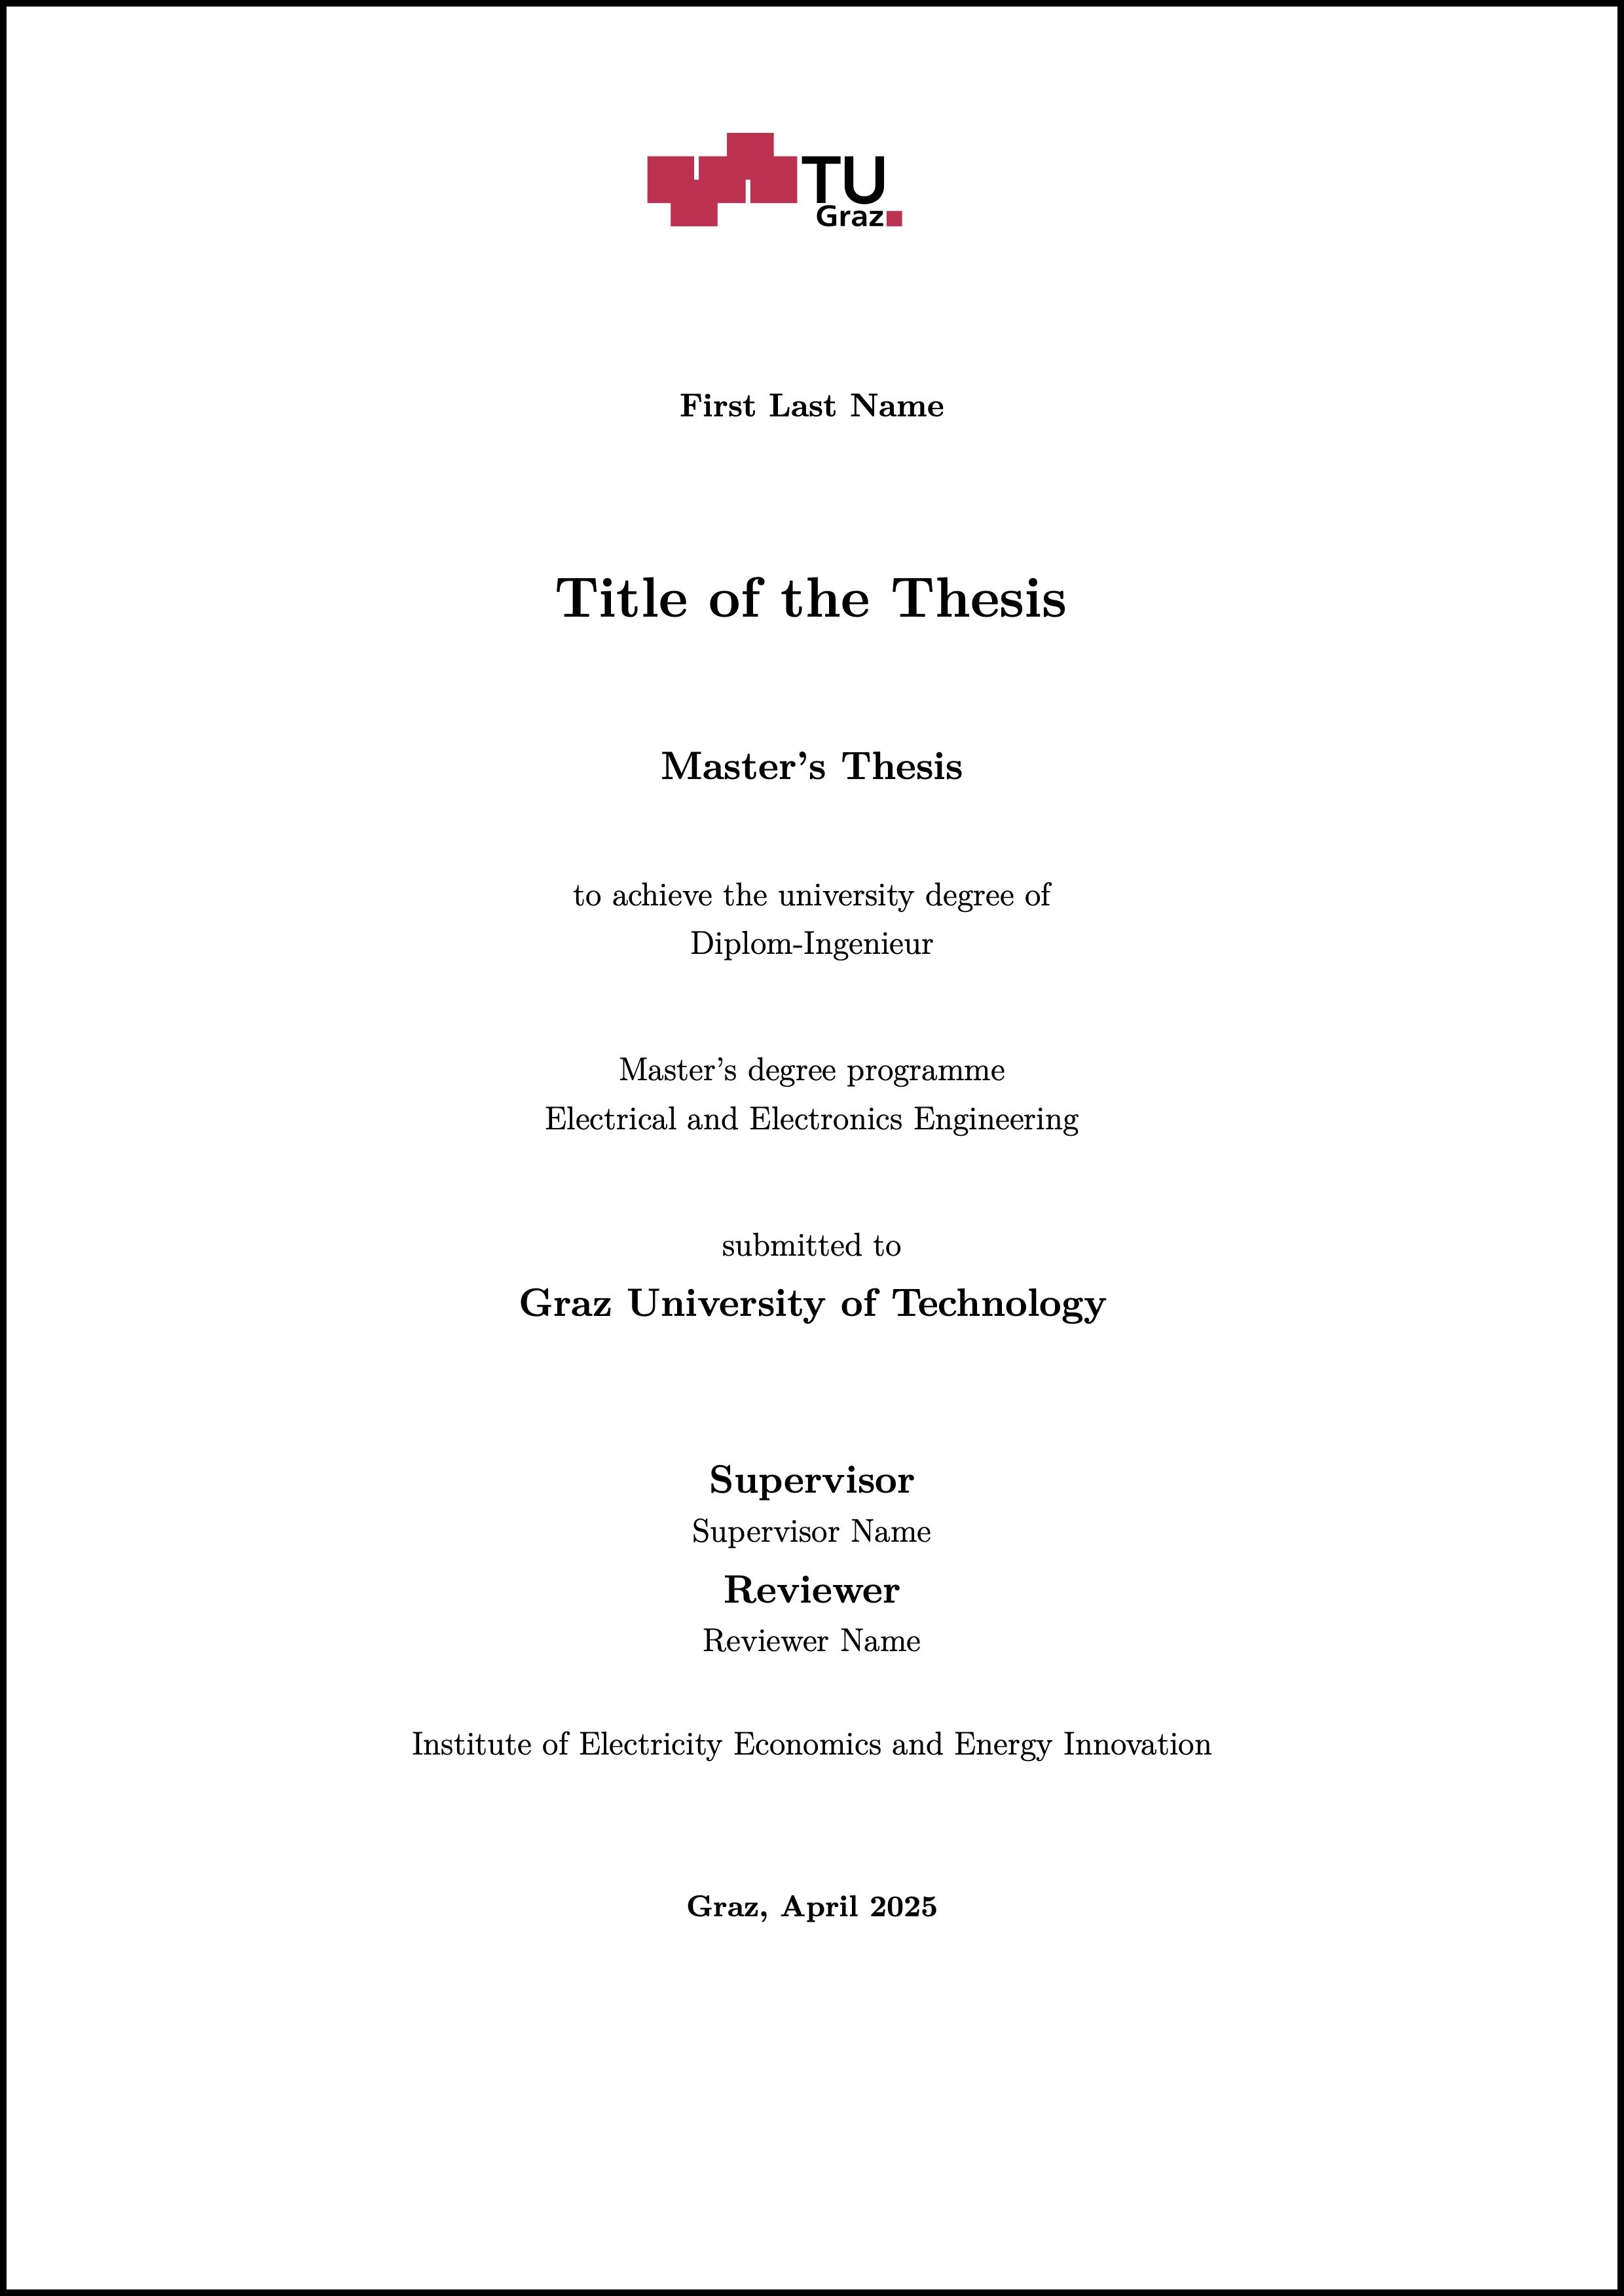 TU
Graz
First Last Name
Title of the Thesis
Master's Thesis
to achieve the university degree of
Diplom-Ingenieur
Master's degree programme
Electrical and Electronics Engineering
submitted to
Graz University of Technology
Supervisor
Supervisor Name
Reviewer
Reviewer Name
Institute of Electricity Economics and Energy Innovation
Graz, April 2025